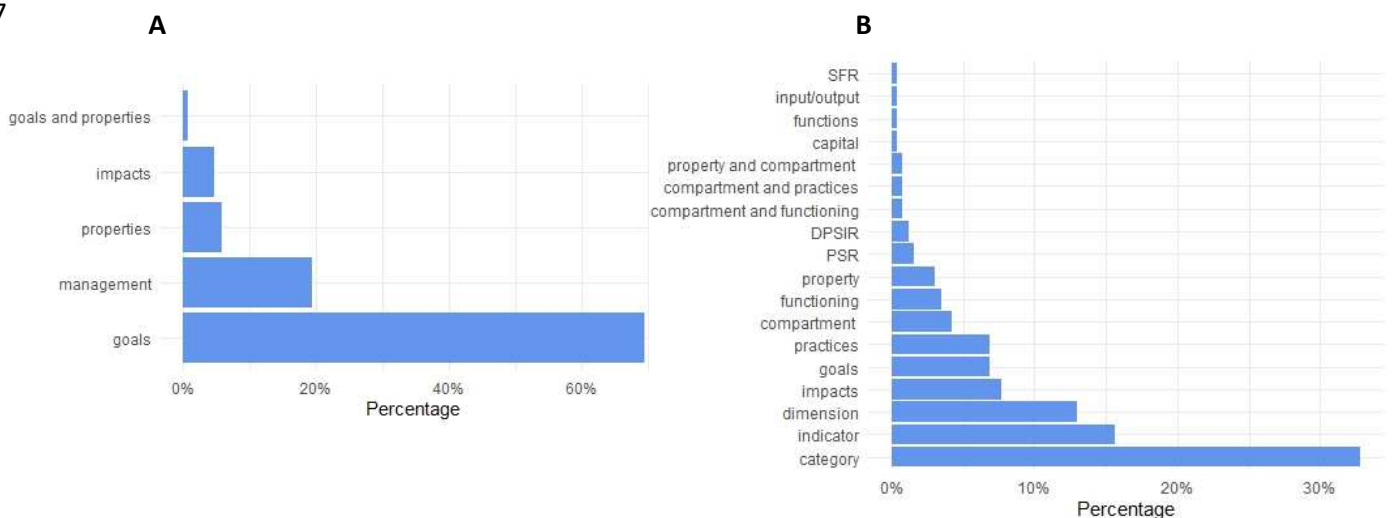 7
A
goals and properties
impacts
properties
management
goals
0% 20% 40% 60%
Percentage
B
SFR
input/output
functions
capital
property and compartment
compartment and practices
compartment and functioning
DPSIR
PSR
property
functioning
compartment
practices
goals
impacts
dimension
indicator
category
0% 10% 20% 30%
Percentage